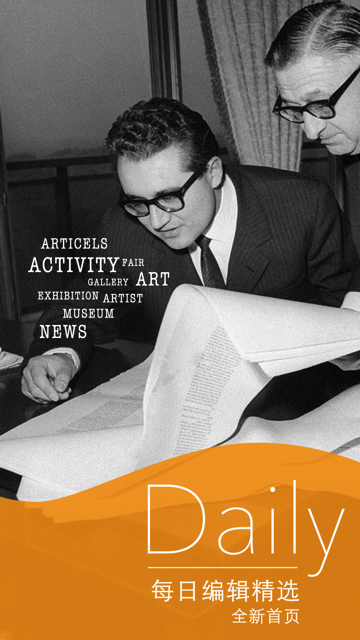 ARTICELS
ACTIVITY FAIR
GALLERY ART
EXHIBITION ARTIST
MUSEUM
NEWS
Daily
每日编辑精选
全新首页